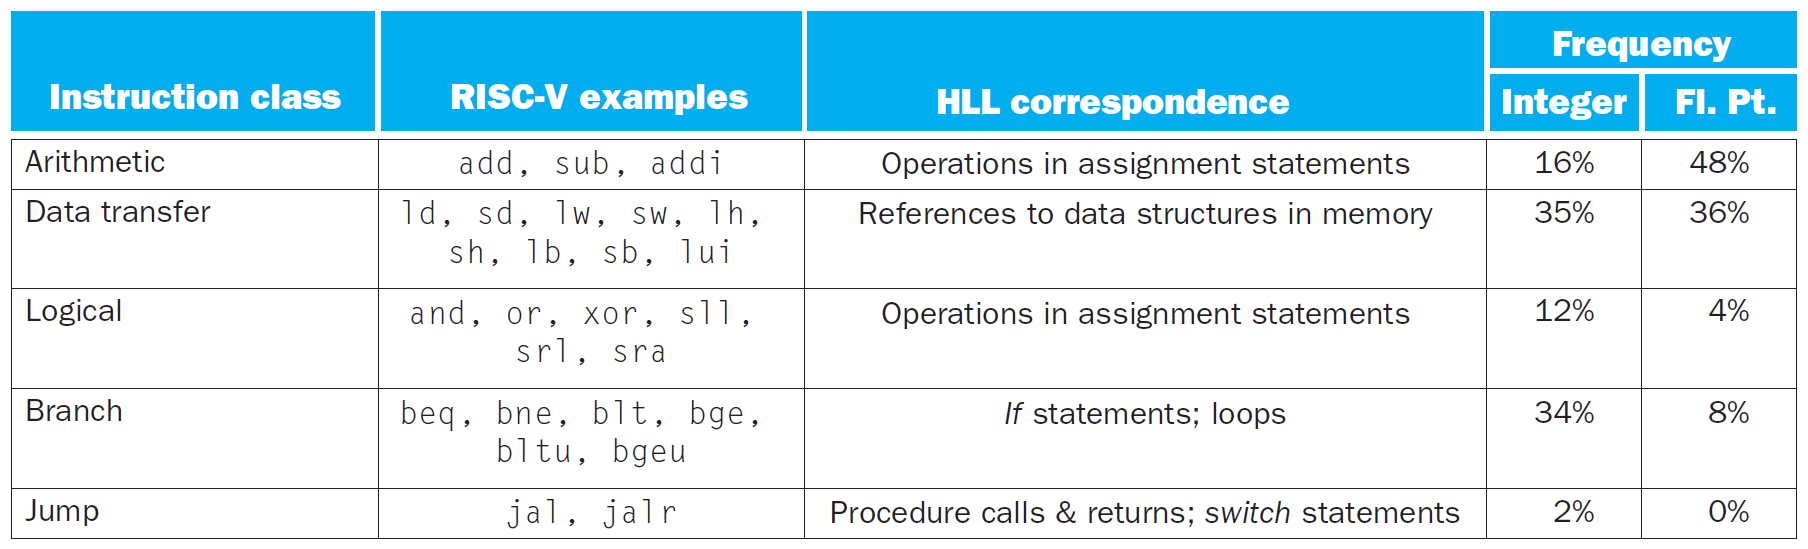 Instruction class RISC-V examples HLL correspondence Frequency
Integer Fl. Pt.
Arithmetic add, sub, addi Operations in assignment statements 16% 48%
Data transfer ld, sd, lw, sw, lh, References to data structures in memory 35% 36%
sh, lb, sb, lui
Logical and, or, xor, sll, Operations in assignment statements 12% 4%
srl, sra
Branch beq, bne, blt, bge, If statements; loops 34% 8%
bltu, bgeu
Jump jal, jalr Procedure calls & returns; switch statements 2% 0%